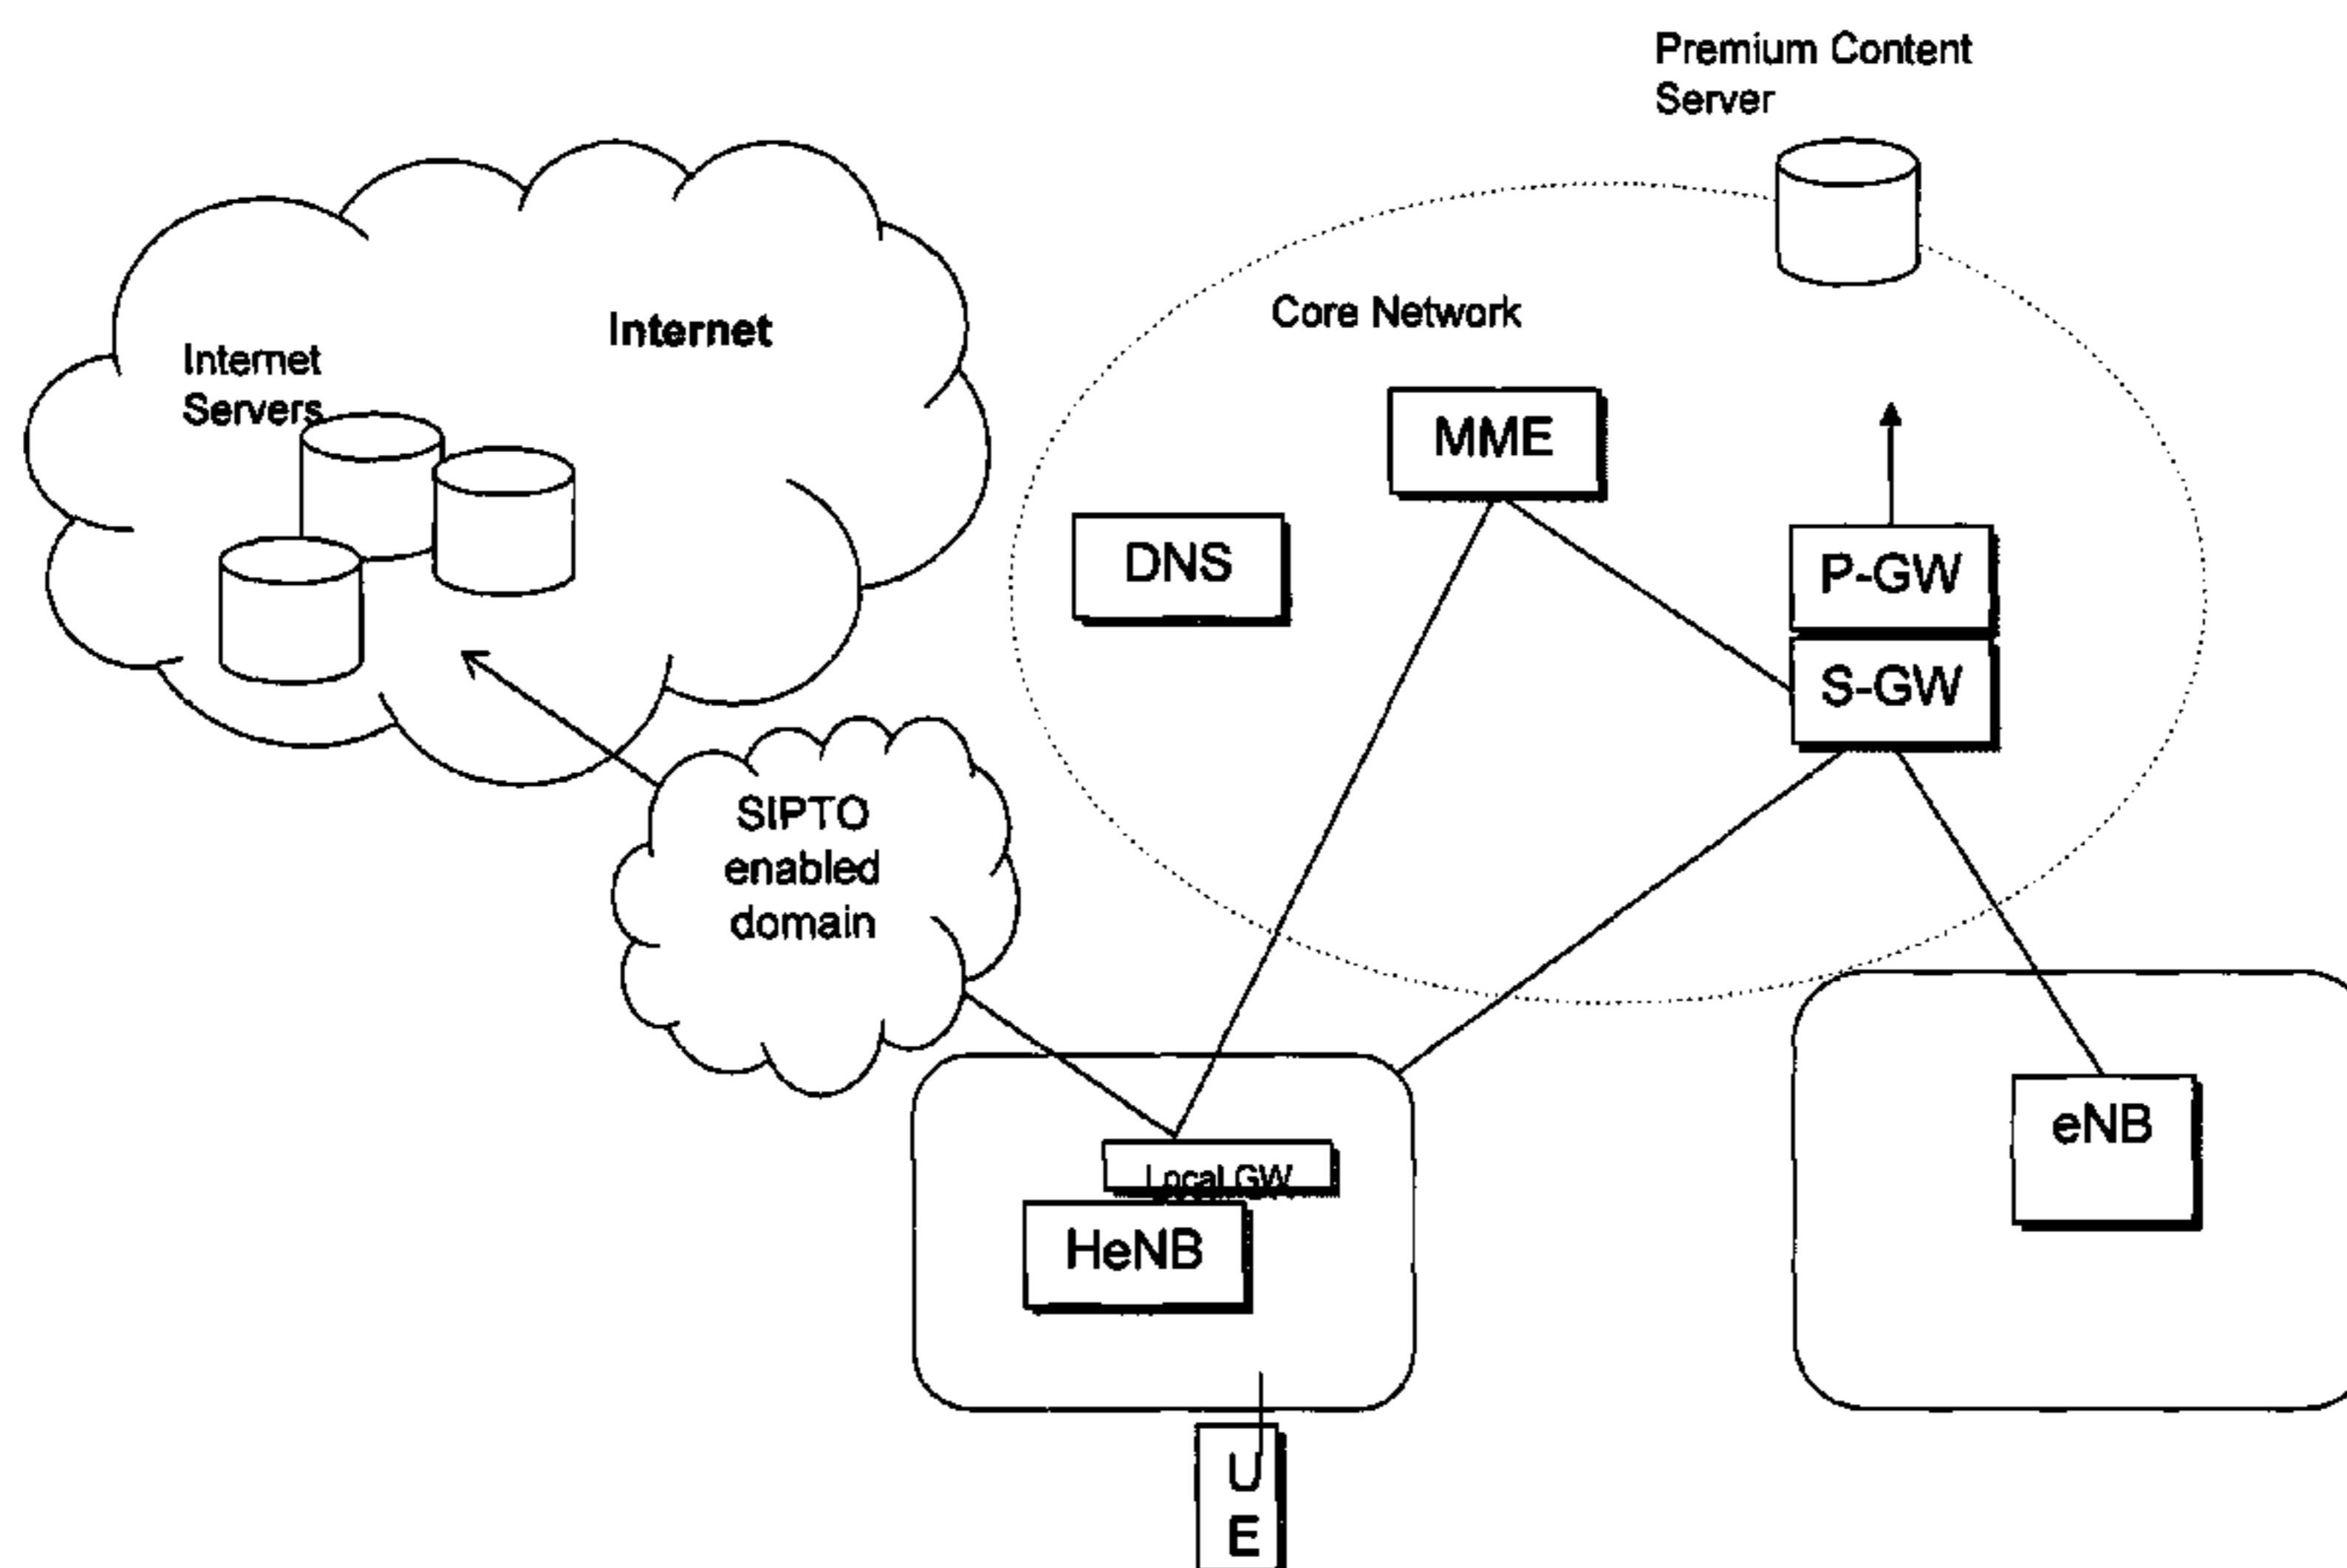 Premium Content
Server
Internet
Core Network
Internet
Servers
MME
DNS
P-GW
S-GW
SIPTO
enabled
domain
eNB
Local GW
HeNB
U
E